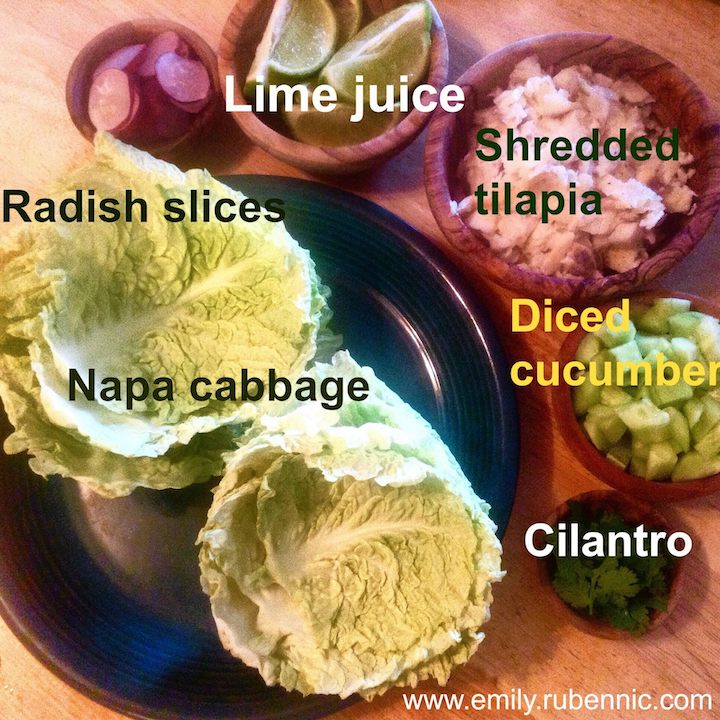 Lime juice
Shredded
tilapia
Radish slices
Diced
cucumber
Napa cabbage
Cilantro
www.emily.rubennic.com